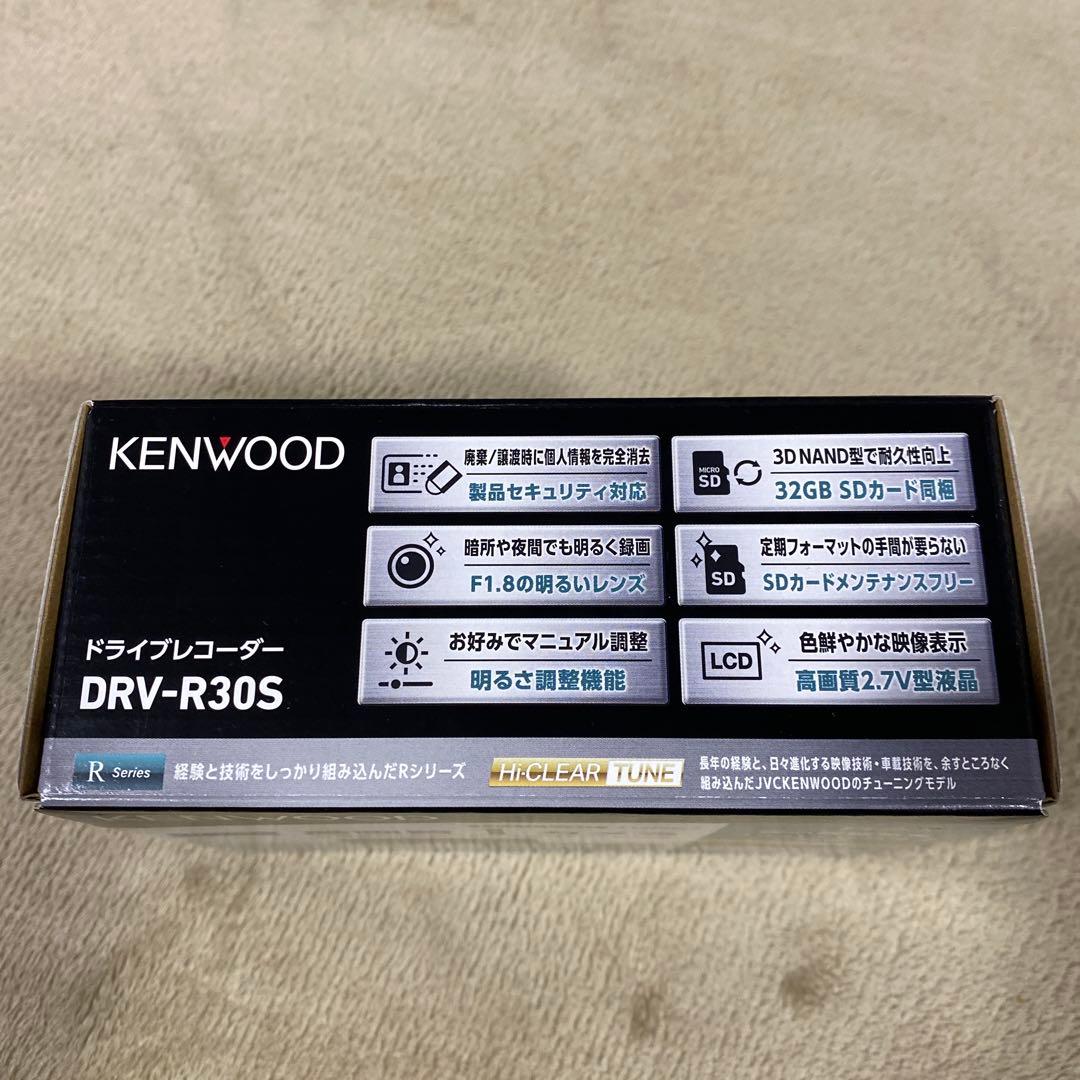 KENWOOD
ドライブレコーダー
DRV-R30S
廃棄/譲渡時に個人情報を完全消去
製品セキュリティ対応
MICRO
SD
3D NAND型で耐久性向上
32GB SDカード同梱
暗所や夜間でも明るく録画
F1.8の明るいレンズ
SD
定期フォーマットの手間が要らない
SDカードメンテナンスフリー
お好みでマニュアル調整
明るさ調整機能
LCD
色鮮やかな映像表示
高画質2.7V型液晶
R Series
経験と技術をしっかり組み込んだRシリーズ
Hi-CLEAR TUNE
長年の経験と、日々進化する映像技術・車載技術を、余すところなく
組み込んだJVCKENWOODのチューニングモデル
KENWOOD